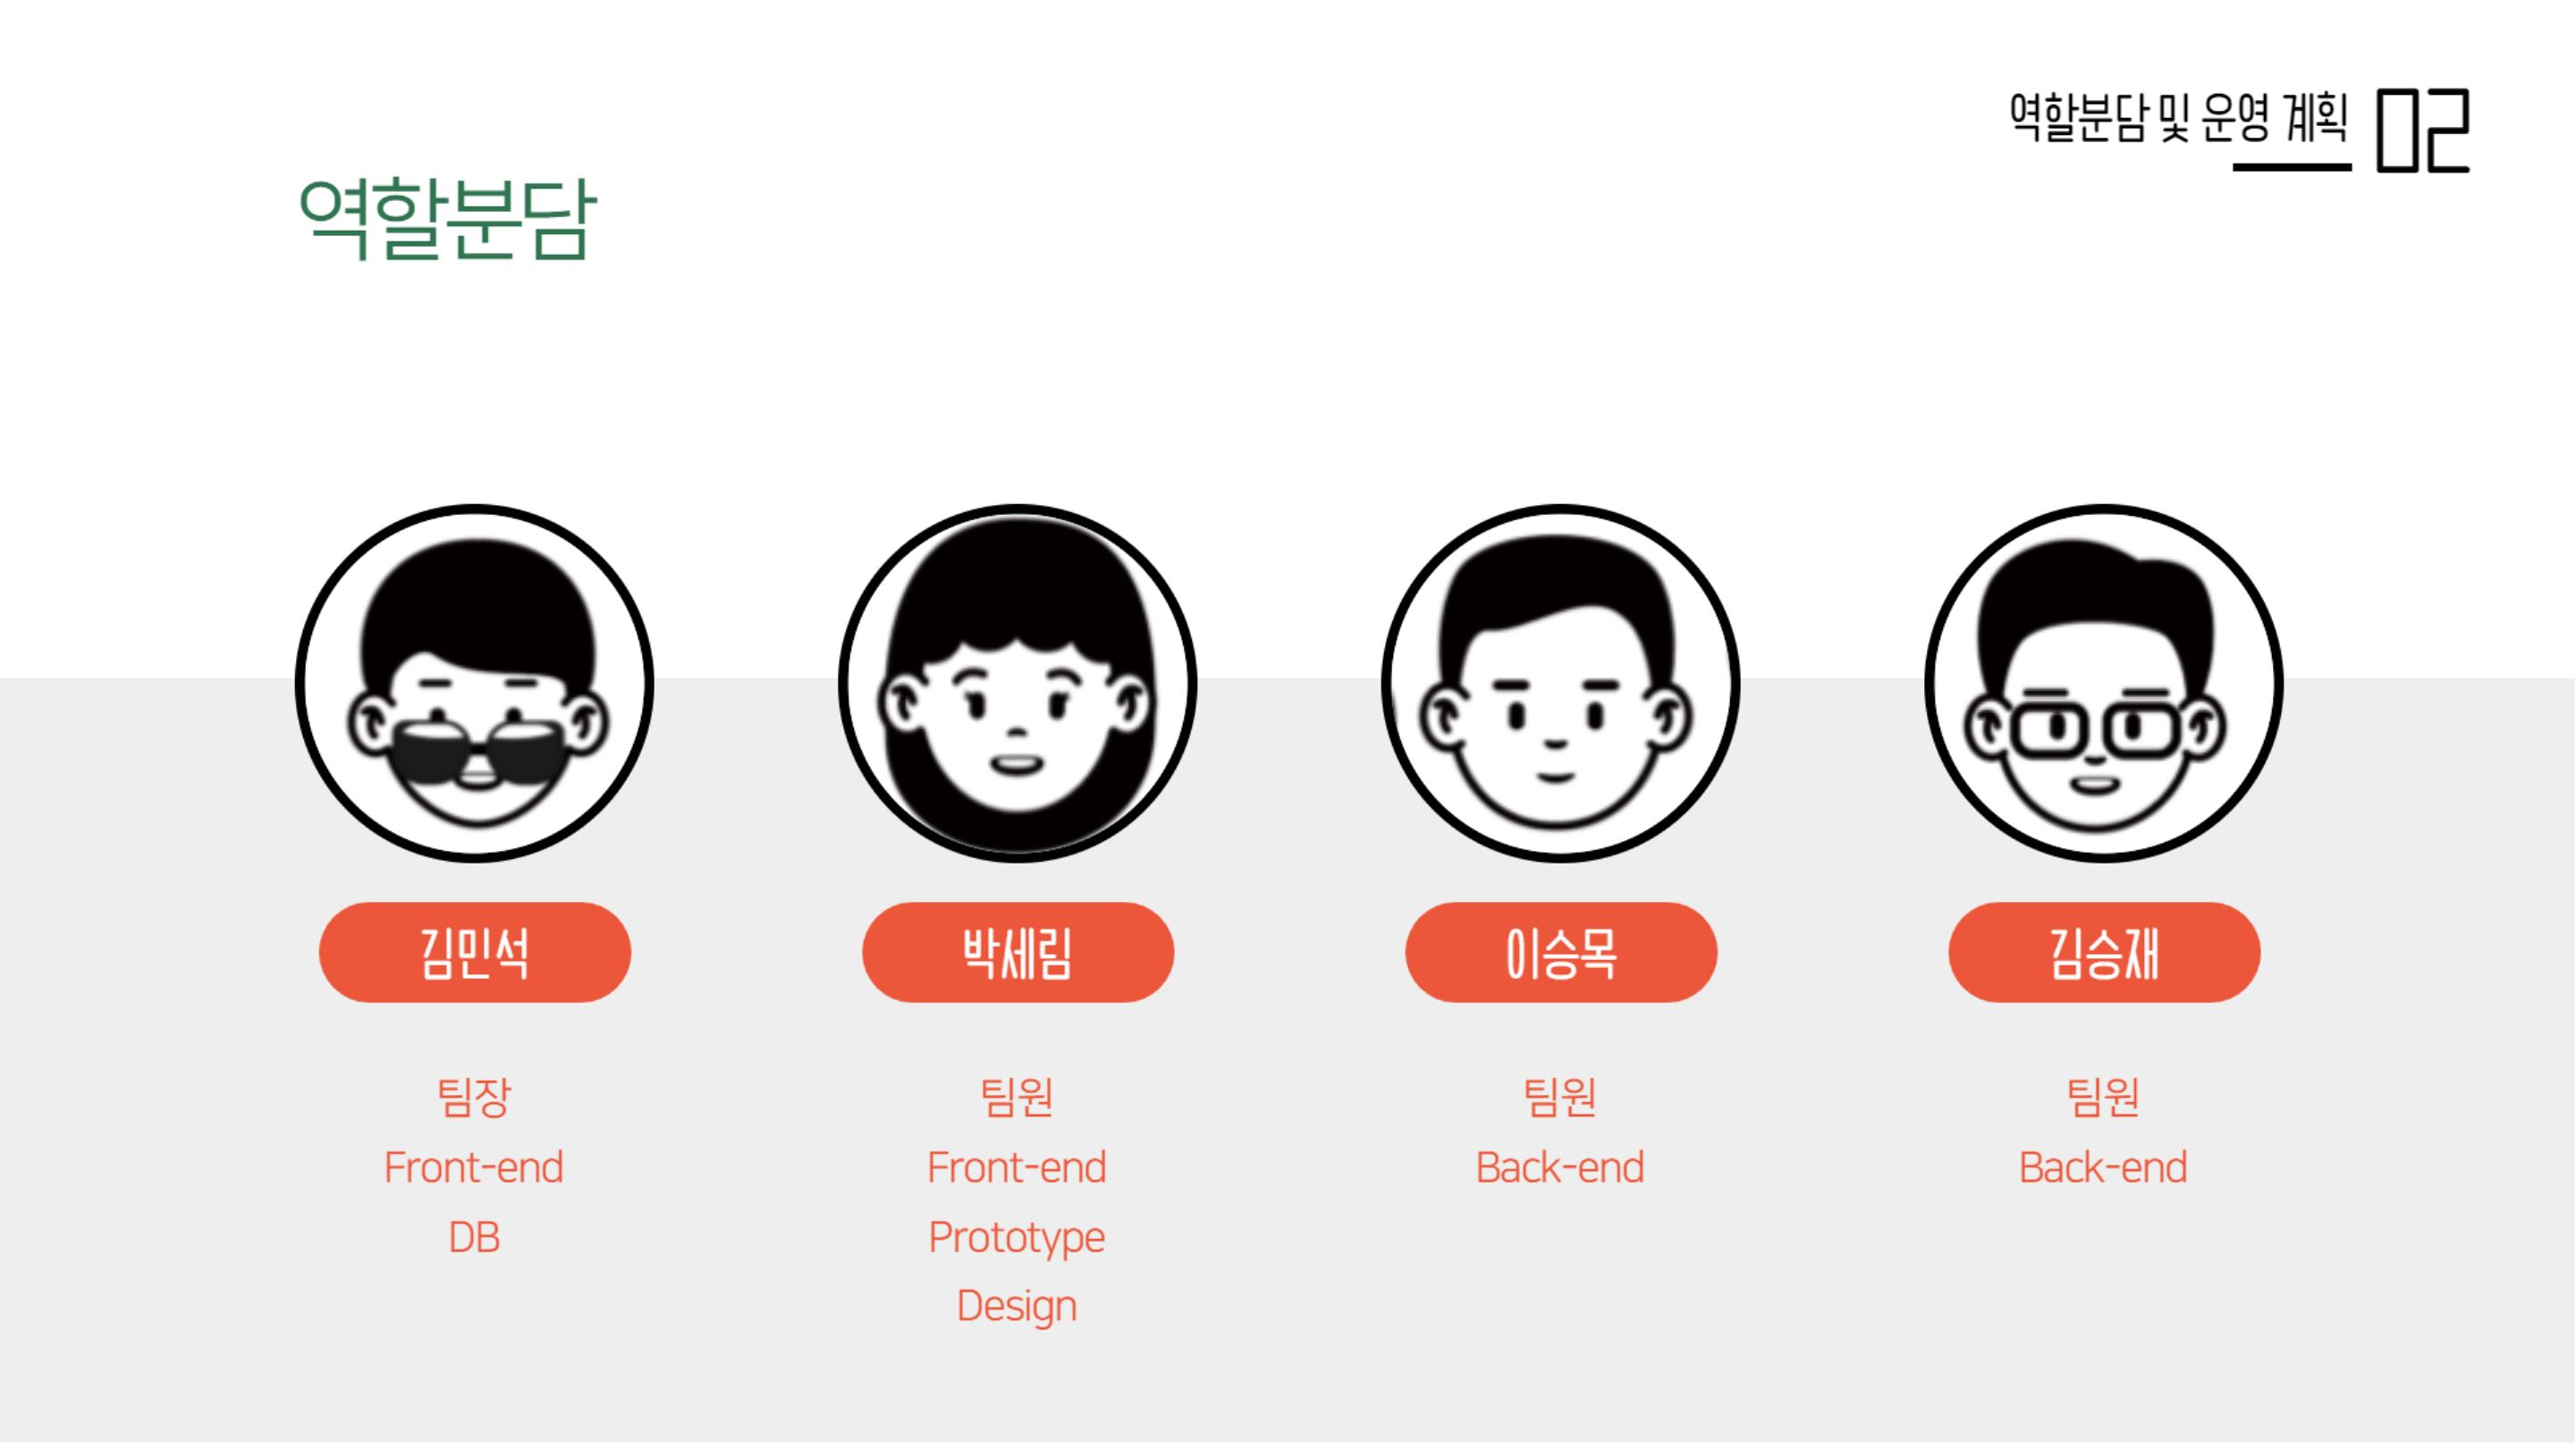 역할분담 및 운영 계획 02
역할분담
김민석
팀장
Front-end
DB
박세림
팀원
Front-end
Prototype
Design
이승목
팀원
Back-end
김승재
팀원
Back-end